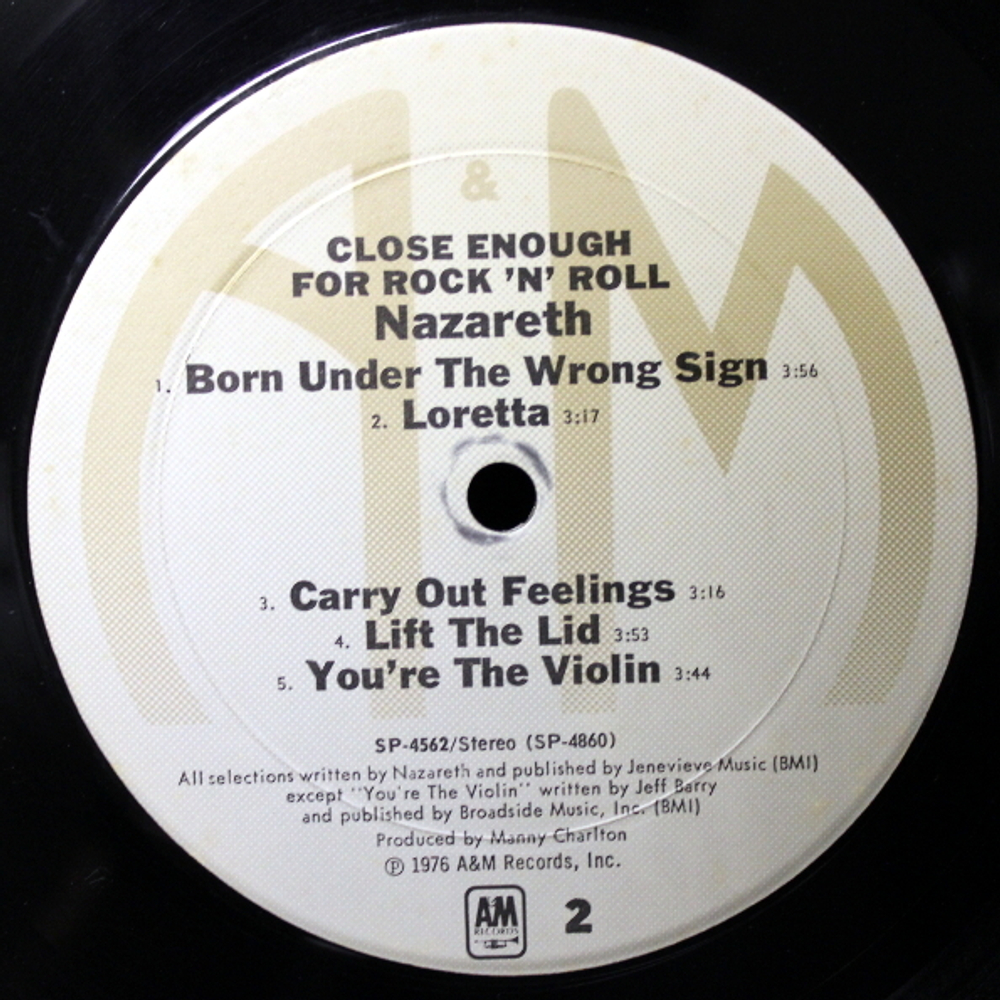 &
CLOSE ENOUGH
FOR ROCK 'N' ROLL
Nazareth
1. Born Under The Wrong Sign 3:56
2. Loretta 3:17
3. Carry Out Feelings 3:16
4. Lift The Lid 3:53
5. You're The Violin 3:44
SP-4562/Stereo (SP-4860)
All selections written by Nazareth and published by Jenevieve Music (BMI)
except "You're The Violin" written by Jeff Barry
and published by Broadside Music, Inc. (BMI)
Produced by Manny Charlton
℗ 1976 A&M Records, Inc.
A&M
RECORDS
2